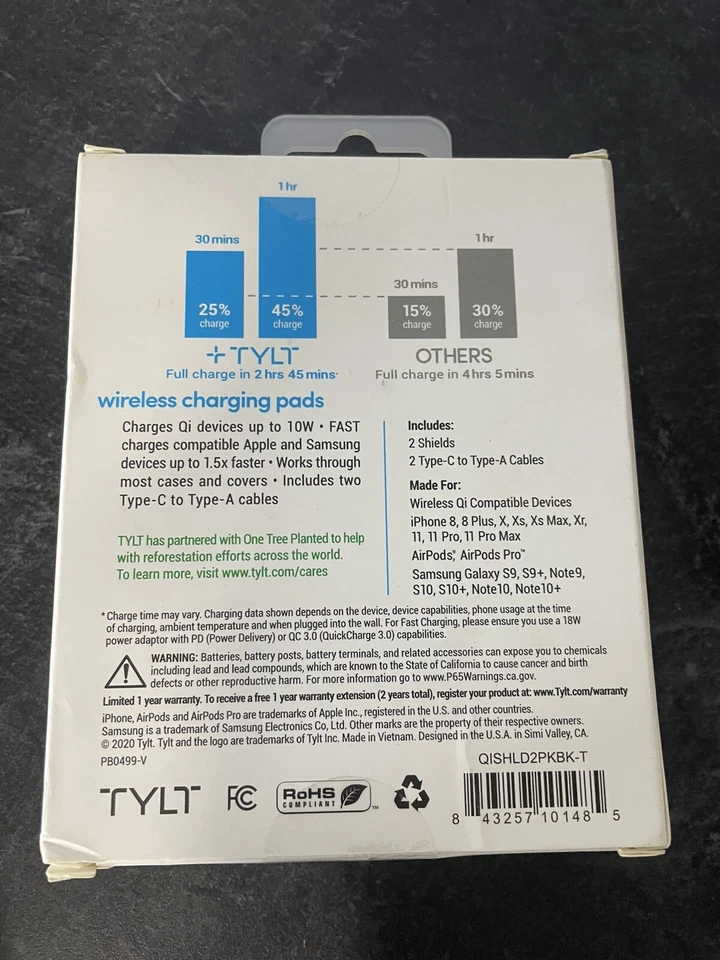 1 hr
30 mins
25%
charge
45%
charge
1 hr
30 mins
15%
charge
30%
charge
+TYLT
Full charge in 2 hrs 45 mins*
OTHERS
Full charge in 4 hrs 5 mins
wireless charging pads
Charges Qi devices up to 10W • FAST
charges compatible Apple and Samsung
devices up to 1.5x faster • Works through
most cases and covers • Includes two
Type-C to Type-A cables
TYLT has partnered with One Tree Planted to help
with reforestation efforts across the world.
To learn more, visit www.tylt.com/cares
Includes:
2 Shields
2 Type-C to Type-A Cables
Made For:
Wireless Qi Compatible Devices
iPhone 8, 8 Plus, X, Xs, Xs Max, Xr,
11, 11 Pro, 11 Pro Max
AirPods®, AirPods Pro™
Samsung Galaxy S9, S9+, Note9,
S10, S10+, Note10, Note10+
*Charge time may vary. Charging data shown depends on the device, device capabilities, phone usage at the time
of charging, ambient temperature and when plugged into the wall. For Fast Charging, please ensure you use a 18W
power adaptor with PD (Power Delivery) or QC 3.0 (QuickCharge 3.0) capabilities.
WARNING: Batteries, battery posts, battery terminals, and related accessories can expose you to chemicals
including lead and lead compounds, which are known to the State of California to cause cancer and birth
defects or other reproductive harm. For more information go to www.P65Warnings.ca.gov.
Limited 1 year warranty. To receive a free 1 year warranty extension (2 years total), register your product at: www.Tylt.com/warranty
iPhone, AirPods and AirPods Pro are trademarks of Apple Inc., registered in the U.S. and other countries.
Samsung is a trademark of Samsung Electronics Co, Ltd. Other marks are the property of their respective owners.
© 2020 Tylt. Tylt and the logo are trademarks of Tylt Inc. Made in Vietnam. Designed in the U.S.A. in Simi Valley, CA.
PB0499-V
QISHLD2PKBK-T
TYLT
FC
RoHS
COMPLIANT
TM
8 43257 10148 5